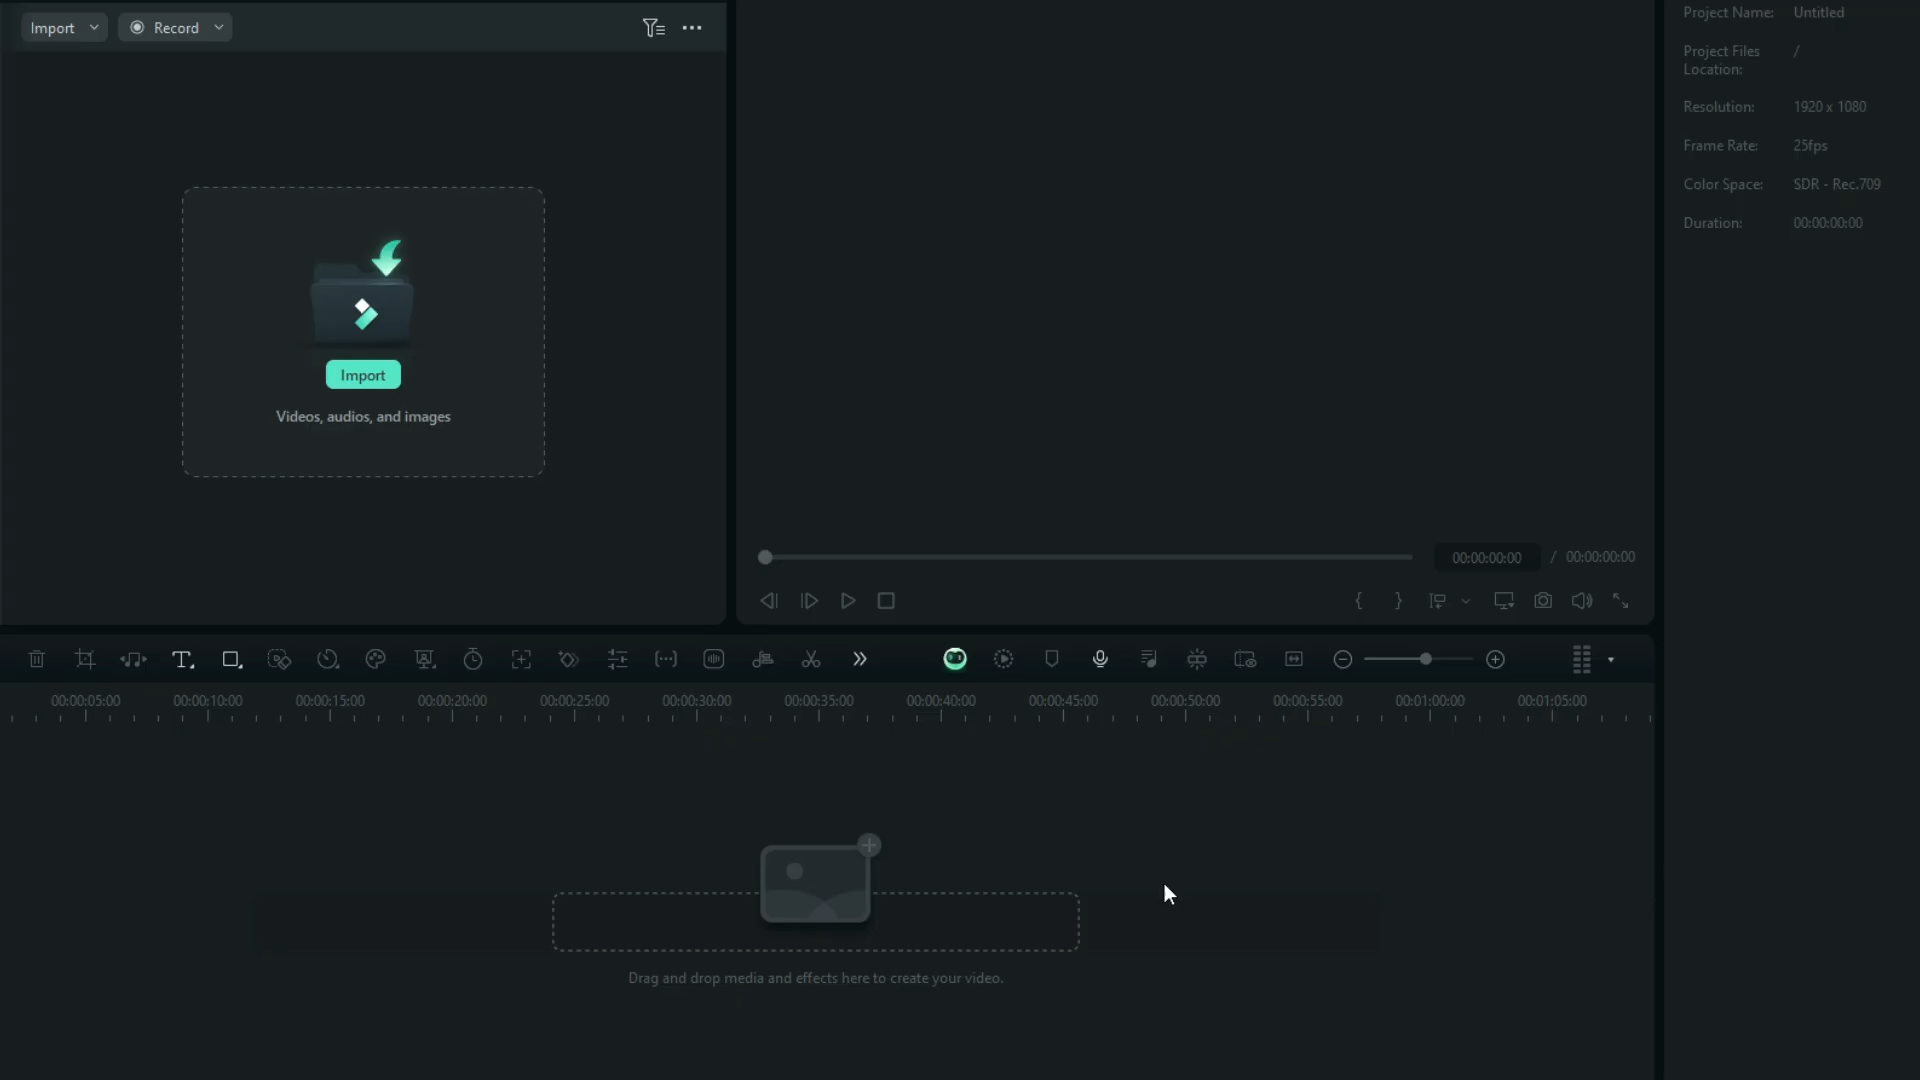 Import
Record
Import
Videos, audios, and images
00:00:00:00 / 00:00:00:00
Project Name: Untitled
Project Files Location: /
Resolution: 1920 x 1080
Frame Rate: 25fps
Color Space: SDR - Rec.709
Duration: 00:00:00:00
00:00:05:00 00:00:10:00 00:00:15:00 00:00:20:00 00:00:25:00 00:00:30:00 00:00:35:00 00:00:40:00 00:00:45:00 00:00:50:00 00:00:55:00 00:01:00:00 00:01:05:00
Drag and drop media and effects here to create your video.